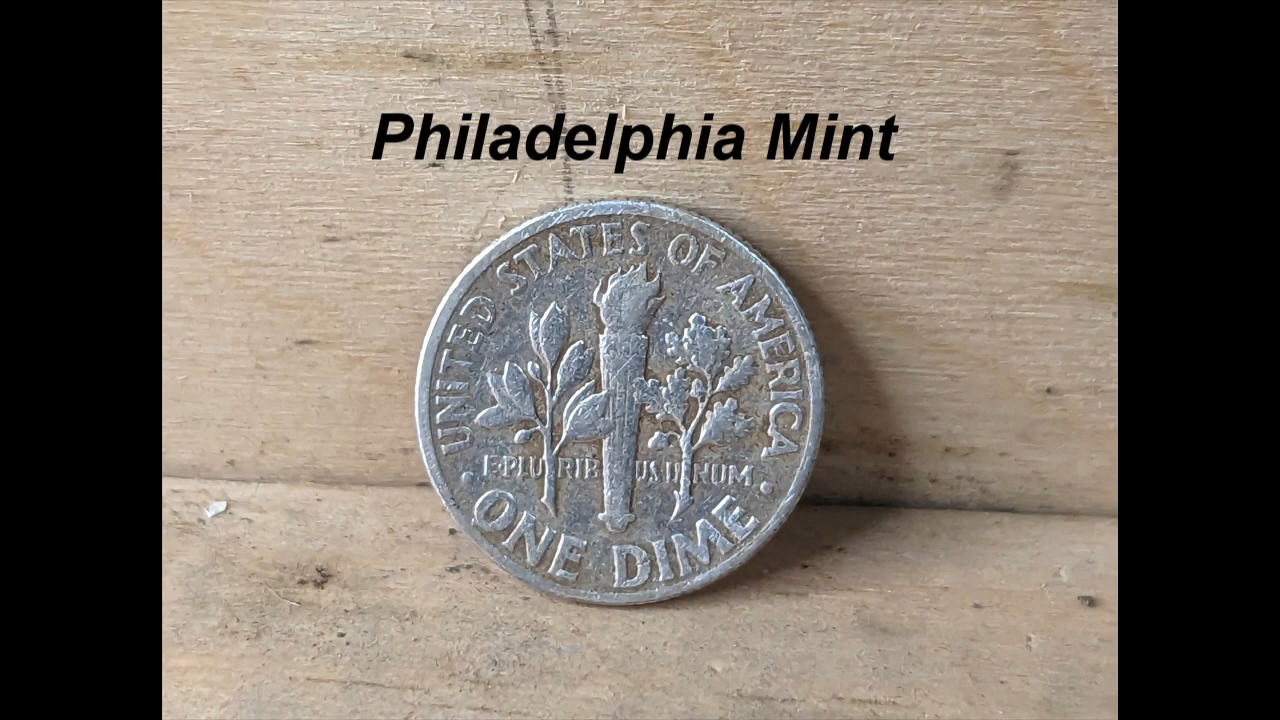 Philadelphia Mint
UNITED STATES OF AMERICA
E PLURIBUS UNUM
ONE DIME